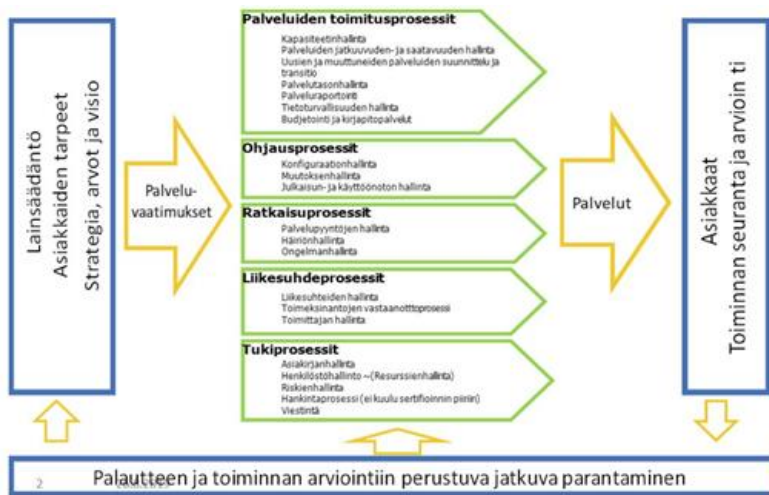 Lainsäädäntö
Asiakkaiden tarpeet
Strategia, arvot ja visio
Palvelu-
vaatimukset
Palveluiden toimitusprosessit
Kapasiteetinhallinta
Palveluiden jatkuvuuden- ja saatavuuden hallinta
Uusien ja muuttuneiden palveluiden suunnittelu ja
transitio
Palvelutasonhallinta
Palveluraportointi
Tietoturvallisuuden hallinta
Budjetointi ja kirjapitopalvelut
Ohjausprosessit
Konfiguraationhallinta
Muutoksenhallinta
Julkaisun- ja käyttöönoton hallinta
Ratkaisuprosessit
Palvelupyyntöjen hallinta
Häiriönhallinta
Ongelmanhallinta
Liikesuhdeprosessit
Liikesuhteiden hallinta
Toimeksinantojen vastaanotttoprosessi
Toimittajan hallinta
Tukiprosessit
Asiakirjanhallinta
Henkilöstöhallinto ~(Resurssienhallinta)
Riskienhallinta
Hankintaprosessi (ei kuulu sertifioinnin piiriin)
Viestintä
Palvelut
Asiakkaat
Toiminnan seuranta ja arvioin ti
Palautteen ja toiminnan arviointiin perustuva jatkuva parantaminen
2